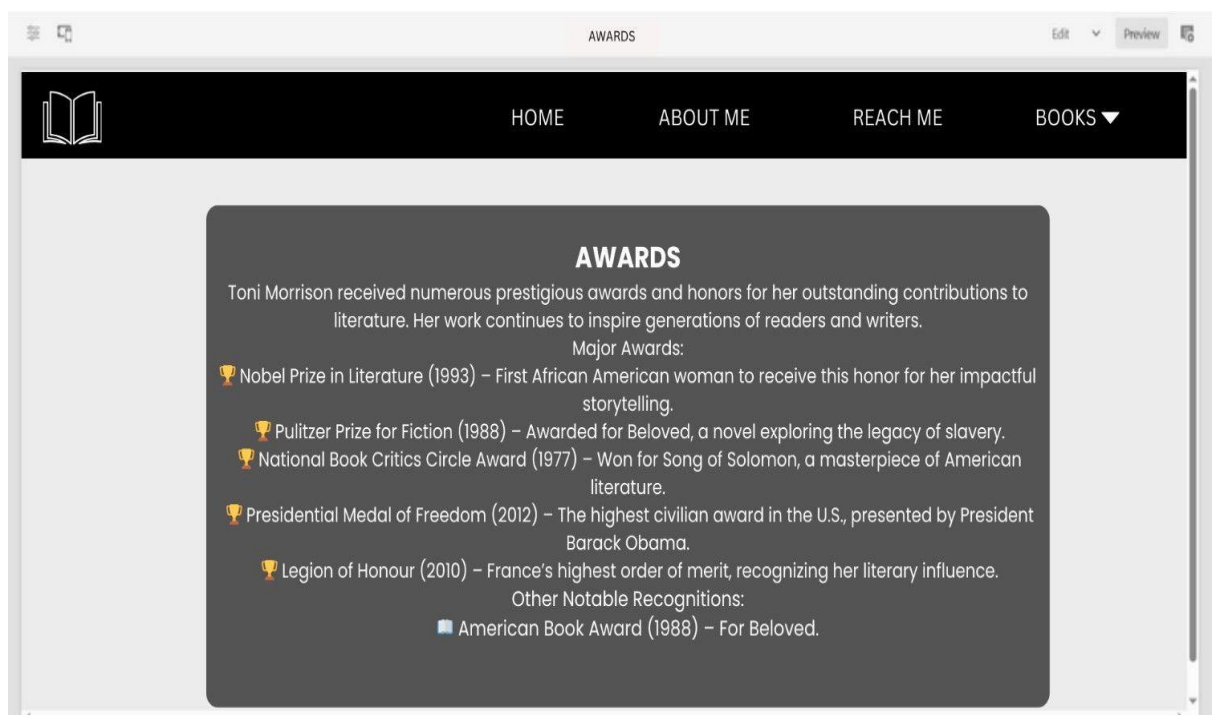 AWARDS
Edit
Preview
HOME
ABOUT ME
REACH ME
BOOKS
AWARDS
Toni Morrison received numerous prestigious awards and honors for her outstanding contributions to
literature. Her work continues to inspire generations of readers and writers.
Major Awards:
🏆 Nobel Prize in Literature (1993) – First African American woman to receive this honor for her impactful
storytelling.
🏆 Pulitzer Prize for Fiction (1988) – Awarded for Beloved, a novel exploring the legacy of slavery.
🏆 National Book Critics Circle Award (1977) – Won for Song of Solomon, a masterpiece of American
literature.
🏆 Presidential Medal of Freedom (2012) – The highest civilian award in the U.S., presented by President
Barack Obama.
🏆 Legion of Honour (2010) – France’s highest order of merit, recognizing her literary influence.
Other Notable Recognitions:
📖 American Book Award (1988) – For Beloved.